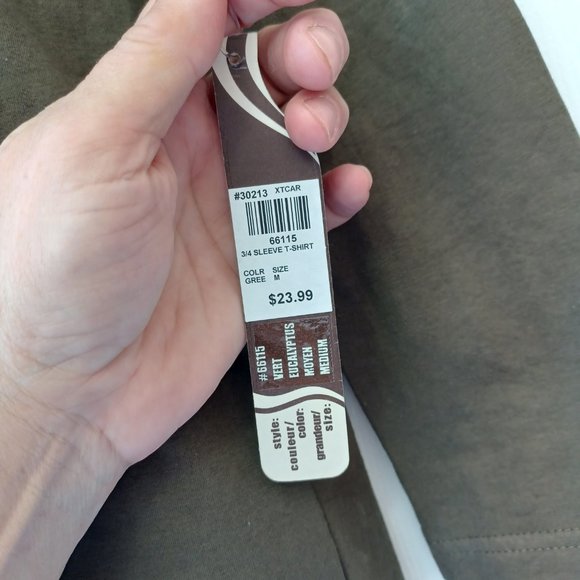 #30213 XTCAR
66115
3/4 SLEEVE T-SHIRT
COLR SIZE
GREE M
$23.99
#66115
VERT
EUCALYPTUS
MOYEN
MEDIUM
style:
couleur/
color:
grandeur/
size: